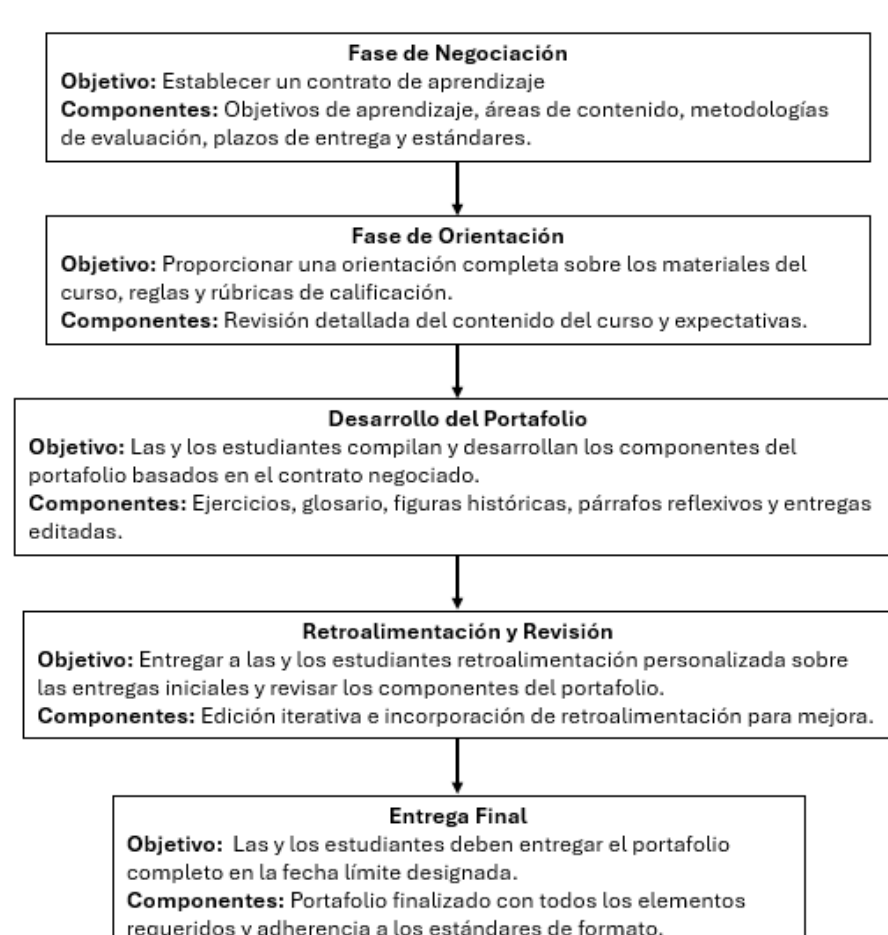 Fase de Negociación
Objetivo: Establecer un contrato de aprendizaje
Componentes: Objetivos de aprendizaje, áreas de contenido, metodologías
de evaluación, plazos de entrega y estándares.
Fase de Orientación
Objetivo: Proporcionar una orientación completa sobre los materiales del
curso, reglas y rúbricas de calificación.
Componentes: Revisión detallada del contenido del curso y expectativas.
Desarrollo del Portafolio
Objetivo: Las y los estudiantes compilan y desarrollan los componentes del
portafolio basados en el contrato negociado.
Componentes: Ejercicios, glosario, figuras históricas, párrafos reflexivos y entregas
editadas.
Retroalimentación y Revisión
Objetivo: Entregar a las y los estudiantes retroalimentación personalizada sobre
las entregas iniciales y revisar los componentes del portafolio.
Componentes: Edición iterativa e incorporación de retroalimentación para mejora.
Entrega Final
Objetivo: Las y los estudiantes deben entregar el portafolio
completo en la fecha límite designada.
Componentes: Portafolio finalizado con todos los elementos
requeridos y adherencia a los estándares de formato.